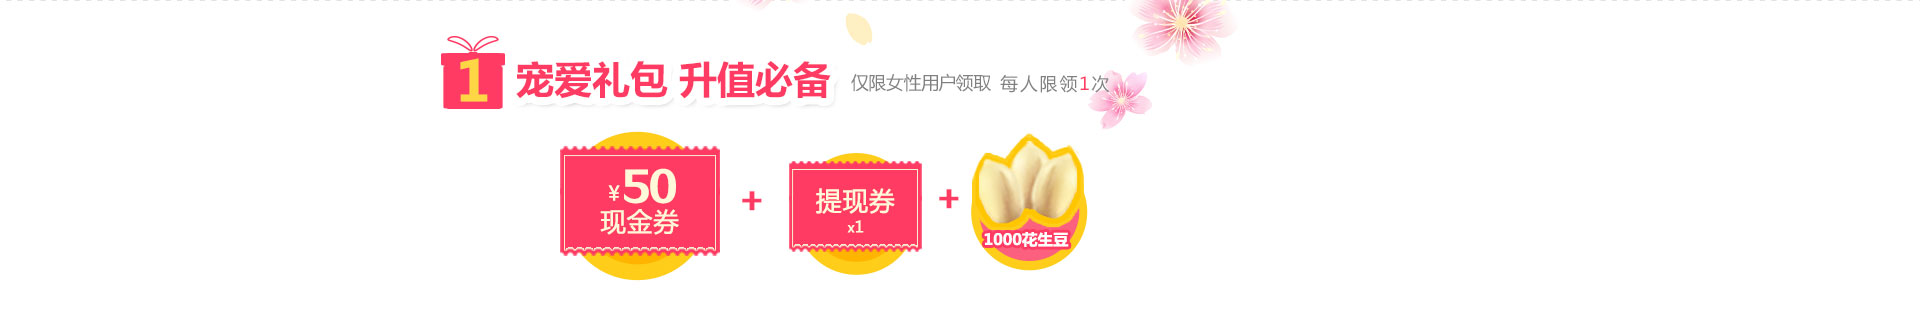 1 宠爱礼包 升值必备 仅限女性用户领取 每人限领1次
¥50
现金券
+
提现券
x1
+
1000花生豆